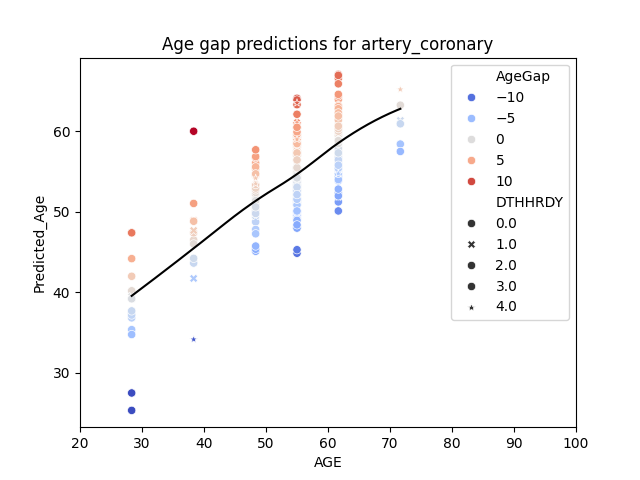 Age gap predictions for artery_coronary
Predicted_Age
60
50
40
30
20 30 40 50 60 70 80 90 100
AGE
AgeGap
−10
−5
0
5
10
DTHHRDY
0.0
1.0
2.0
3.0
4.0